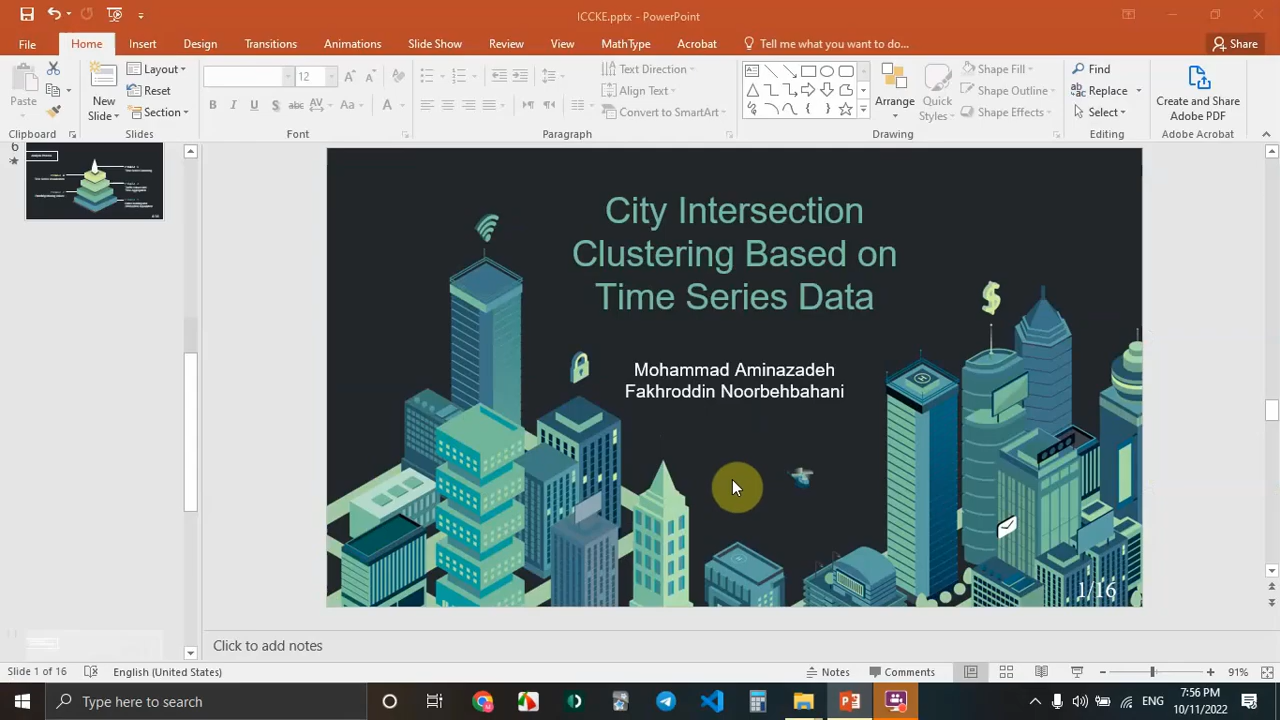 ICCKE.pptx - PowerPoint
File Home Insert Design Transitions Animations Slide Show Review View MathType Acrobat Tell me what you want to do... Share
Paste
Clipboard
New Slide
Layout
Reset
Section
Slides
12
B I U S abc AV Aa A
Font
Text Direction
Align Text
Convert to SmartArt
Paragraph
Arrange
Quick Styles
Shape Fill
Shape Outline
Shape Effects
Drawing
Find
Replace
Select
Editing
Create and Share Adobe PDF
Adobe Acrobat
6
City Intersection
Clustering Based on
Time Series Data
Mohammad Aminazadeh
Fakhroddin Noorbehbahani
$
H
1/16
Click to add notes
Slide 1 of 16 English (United States) Notes Comments 91%
Type here to search
ENG
7:56 PM
10/11/2022